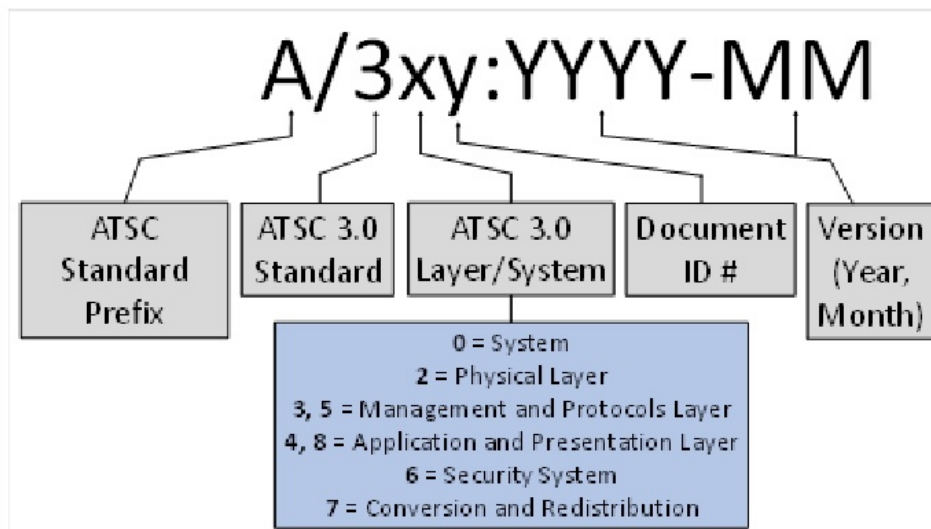 A/3xy:YYYY-MM
ATSC
Standard
Prefix
ATSC 3.0
Standard
ATSC 3.0
Layer/System
Document
ID #
Version
(Year,
Month)
0 = System
2 = Physical Layer
3, 5 = Management and Protocols Layer
4, 8 = Application and Presentation Layer
6 = Security System
7 = Conversion and Redistribution